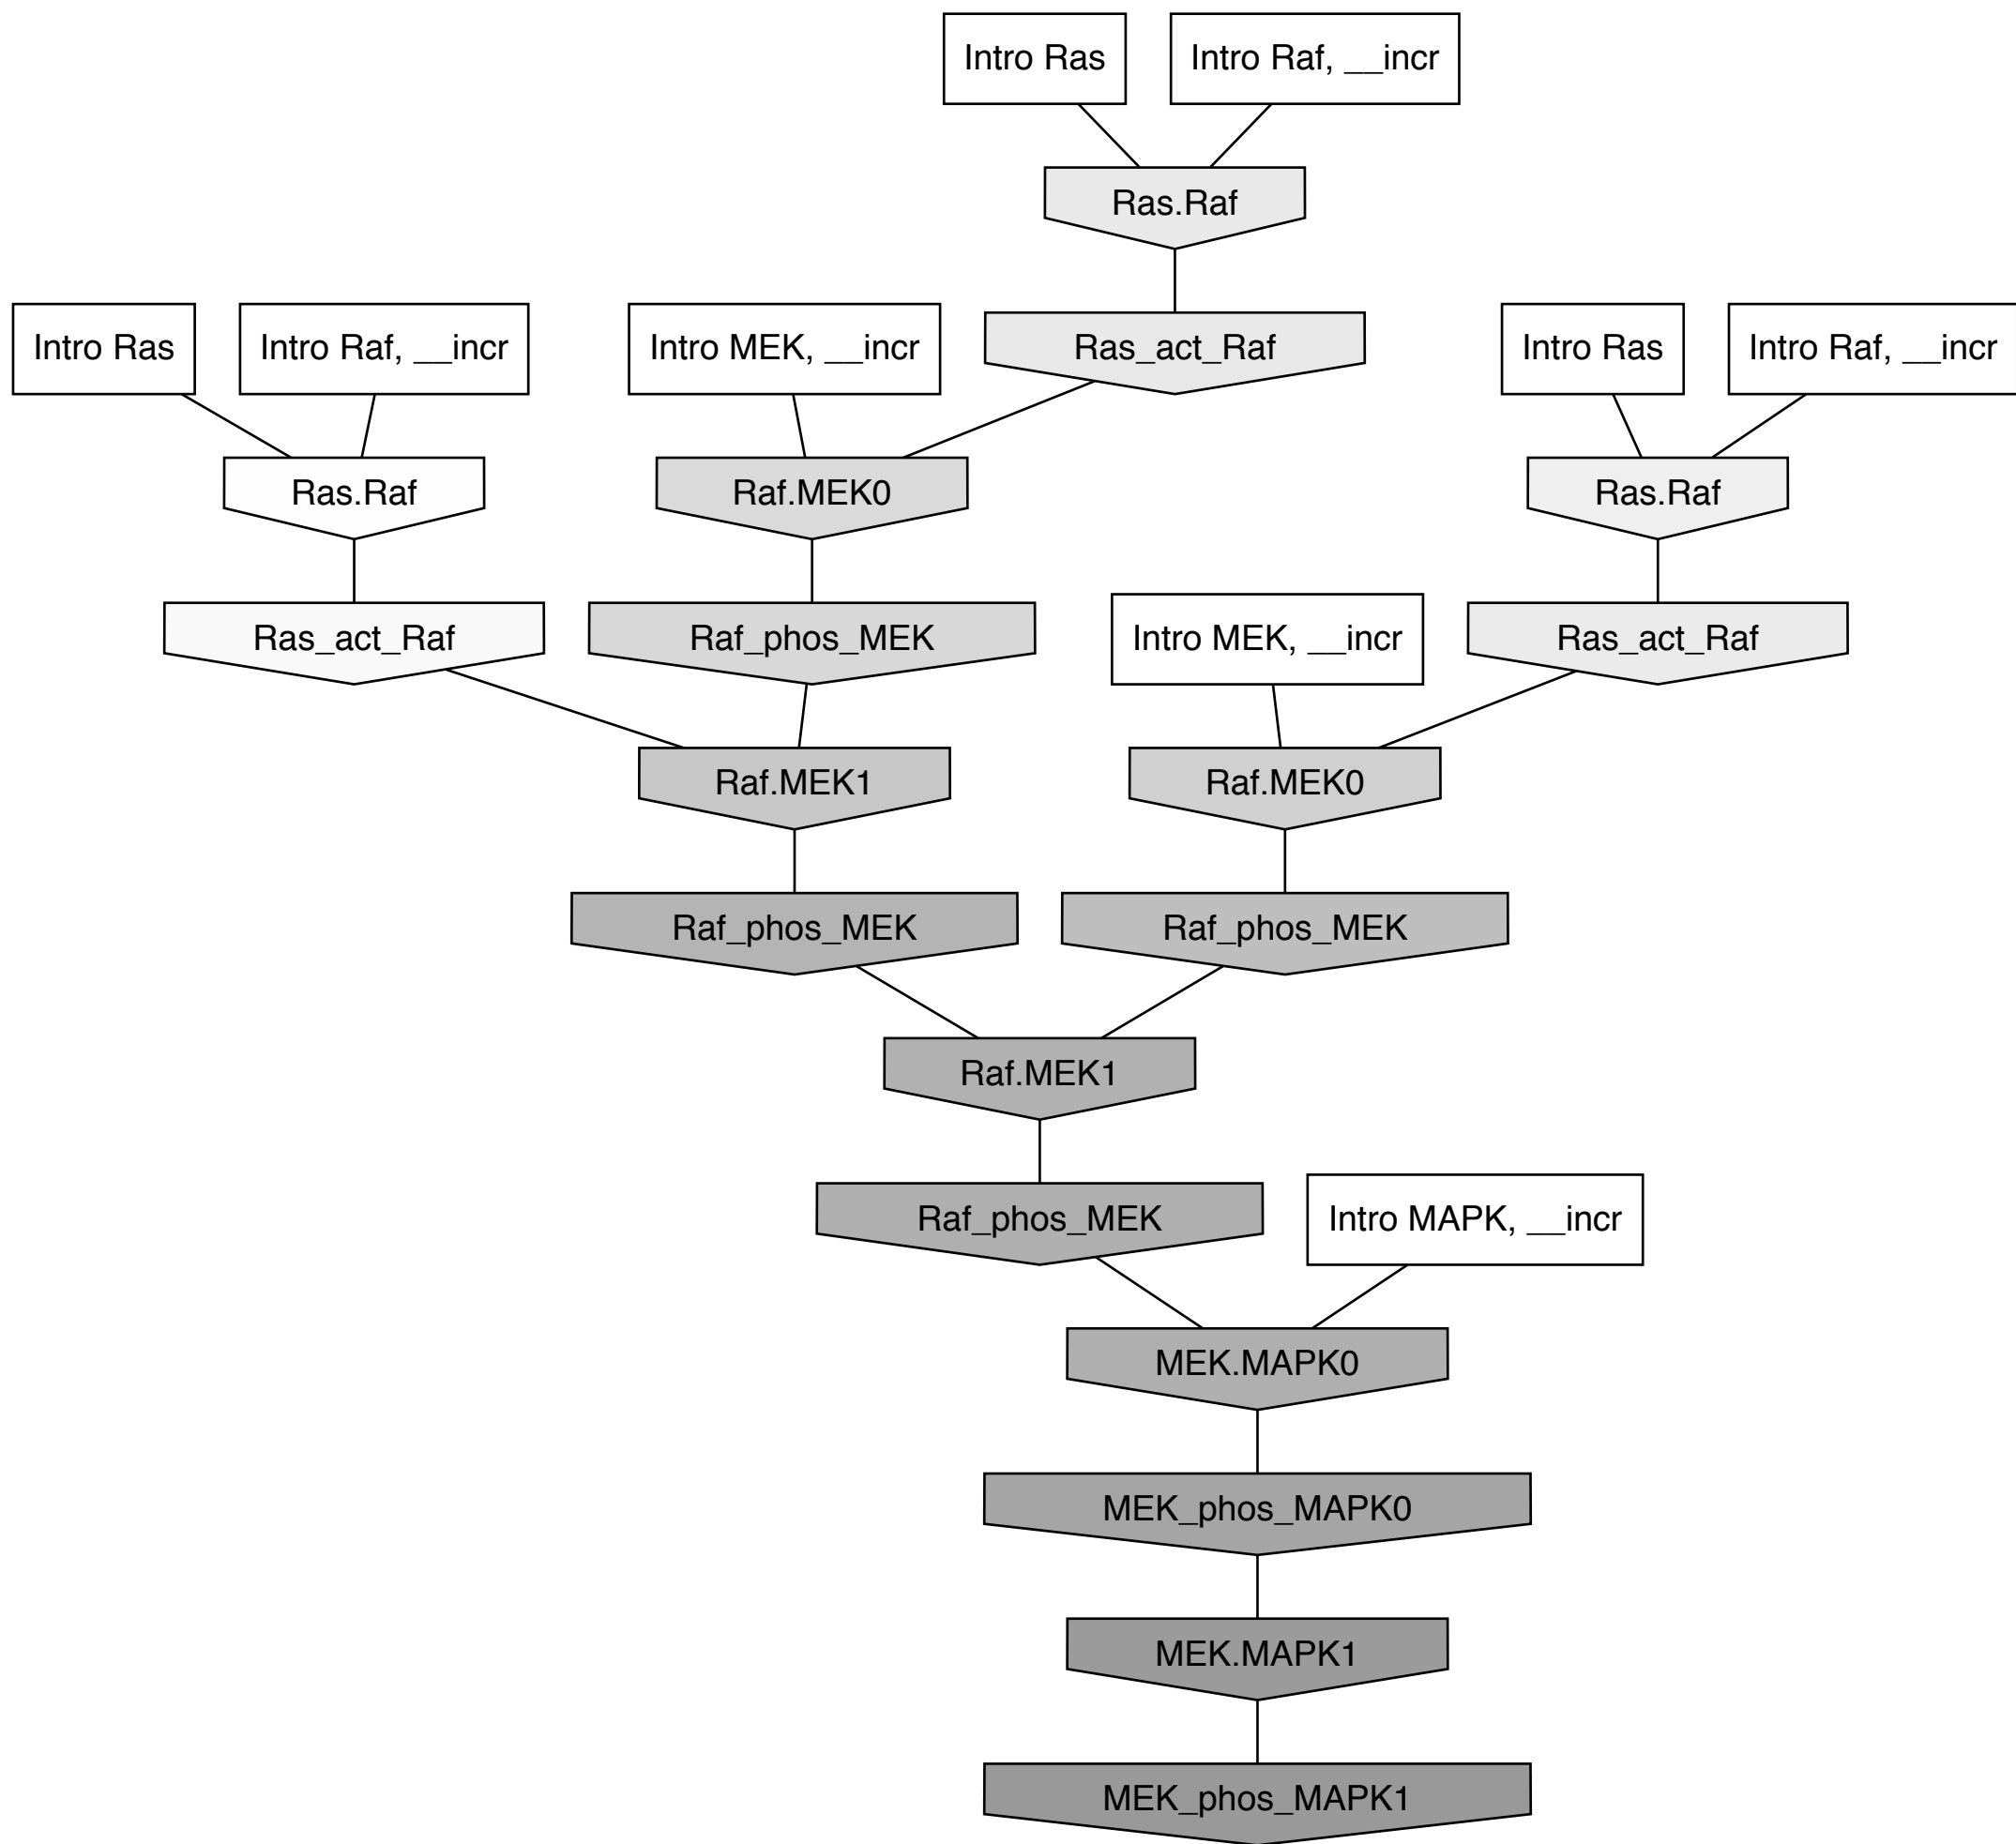 Intro Ras
Intro Raf, __incr
Ras.Raf
Intro Ras
Intro Raf, __incr
Intro MEK, __incr
Ras_act_Raf
Intro Ras
Intro Raf, __incr
Ras.Raf
Raf.MEK0
Ras.Raf
Ras_act_Raf
Raf_phos_MEK
Intro MEK, __incr
Ras_act_Raf
Raf.MEK1
Raf.MEK0
Raf_phos_MEK
Raf_phos_MEK
Raf.MEK1
Raf_phos_MEK
Intro MAPK, __incr
MEK.MAPK0
MEK_phos_MAPK0
MEK.MAPK1
MEK_phos_MAPK1